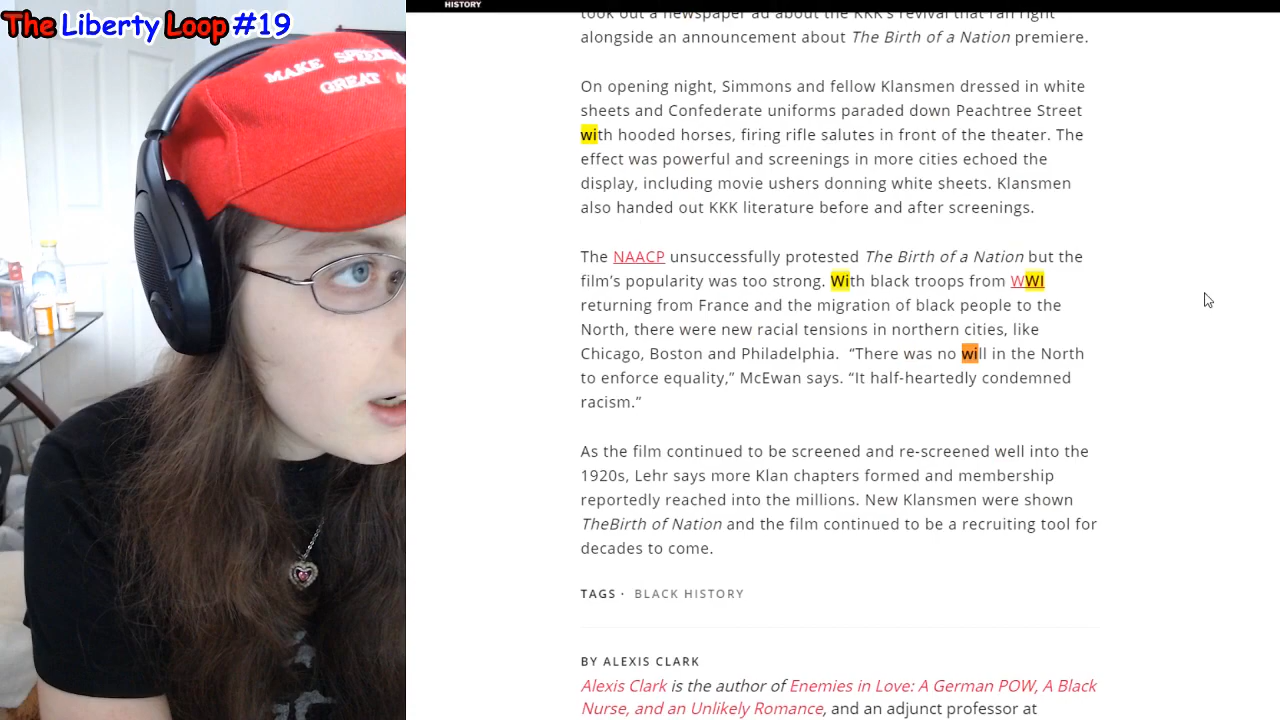 The Liberty Loop #19
HISTORY
MAKE
GREAT
took out a newspaper ad about the KKK's revival that ran right
alongside an announcement about The Birth of a Nation premiere.
On opening night, Simmons and fellow Klansmen dressed in white
sheets and Confederate uniforms paraded down Peachtree Street
with hooded horses, firing rifle salutes in front of the theater. The
effect was powerful and screenings in more cities echoed the
display, including movie ushers donning white sheets. Klansmen
also handed out KKK literature before and after screenings.
The NAACP unsuccessfully protested The Birth of a Nation but the
film's popularity was too strong. With black troops from WWI
returning from France and the migration of black people to the
North, there were new racial tensions in northern cities, like
Chicago, Boston and Philadelphia.  “There was no will in the North
to enforce equality,” McEwan says. “It half-heartedly condemned
racism.”
As the film continued to be screened and re-screened well into the
1920s, Lehr says more Klan chapters formed and membership
reportedly reached into the millions. New Klansmen were shown
TheBirth of Nation and the film continued to be a recruiting tool for
decades to come.
TAGS · BLACK HISTORY
BY ALEXIS CLARK
Alexis Clark is the author of Enemies in Love: A German POW, A Black
Nurse, and an Unlikely Romance, and an adjunct professor at